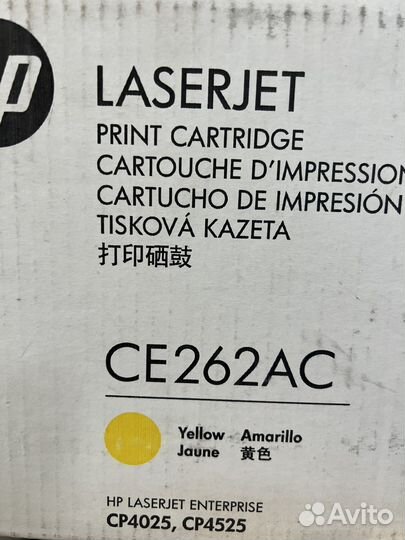 hp
LASERJET
PRINT CARTRIDGE
CARTOUCHE D'IMPRESSION
CARTUCHO DE IMPRESIÓN
TISKOVÁ KAZETA
打印硒鼓
CE262AC
Yellow Amarillo
Jaune 黄色
HP LASERJET ENTERPRISE
CP4025, CP4525
Avito